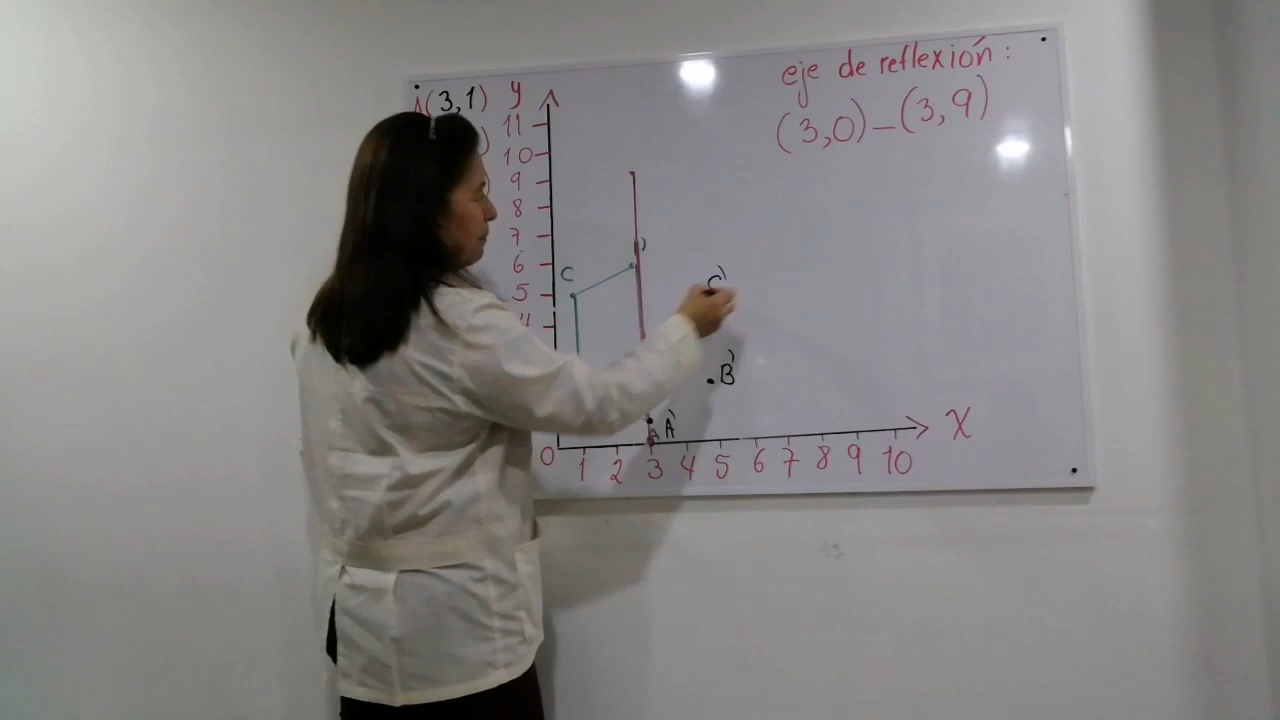 (3,1)
y
eje de reflexión:
(3,0)-(3,9)
11
10
9
8
7
6
5
4
C
C'
B'
A'
A
0 1 2 3 4 5 6 7 8 9 10
x